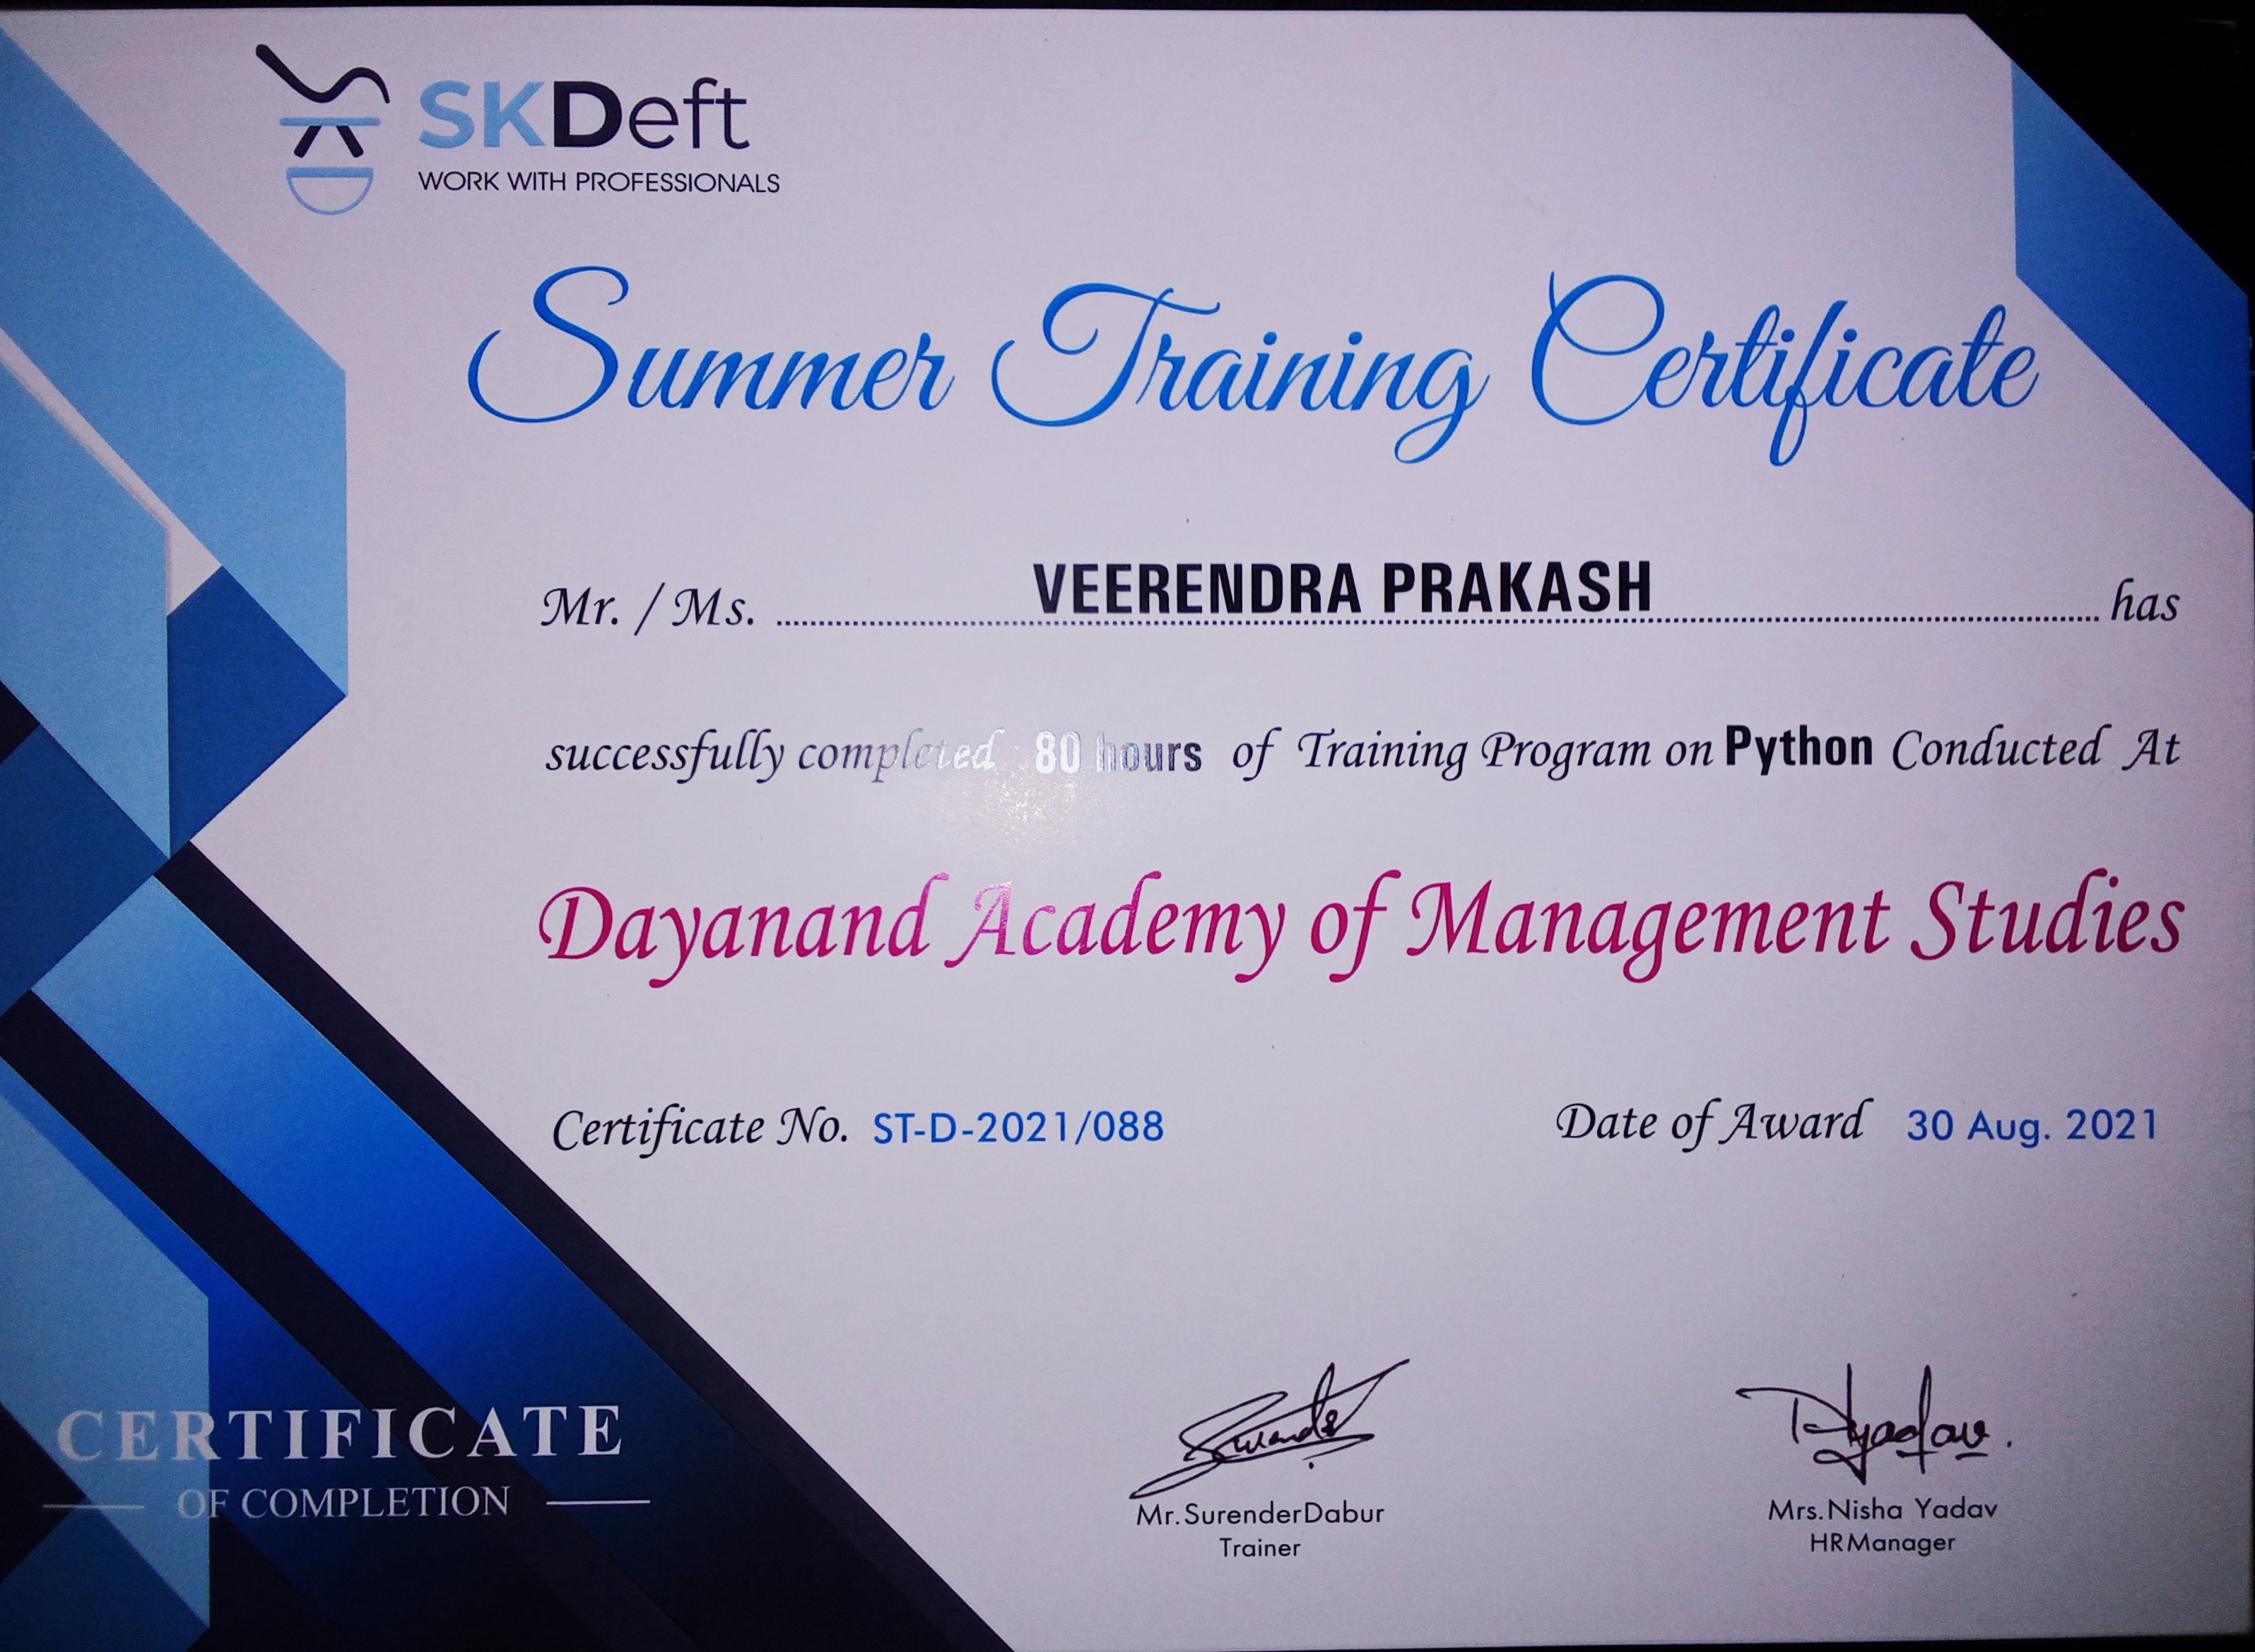 SKDeft
WORK WITH PROFESSIONALS
Summer Training Certificate
Mr. / Ms. VEERENDRA PRAKASH has
successfully completed 80 hours of Training Program on Python Conducted At
Dayanand Academy of Management Studies
Certificate No. ST-D-2021/088 Date of Award 30 Aug. 2021
CERTIFICATE
OF COMPLETION
Surender
Mr.SurenderDabur
Trainer
Mrs.Nisha Yadav
HRManager